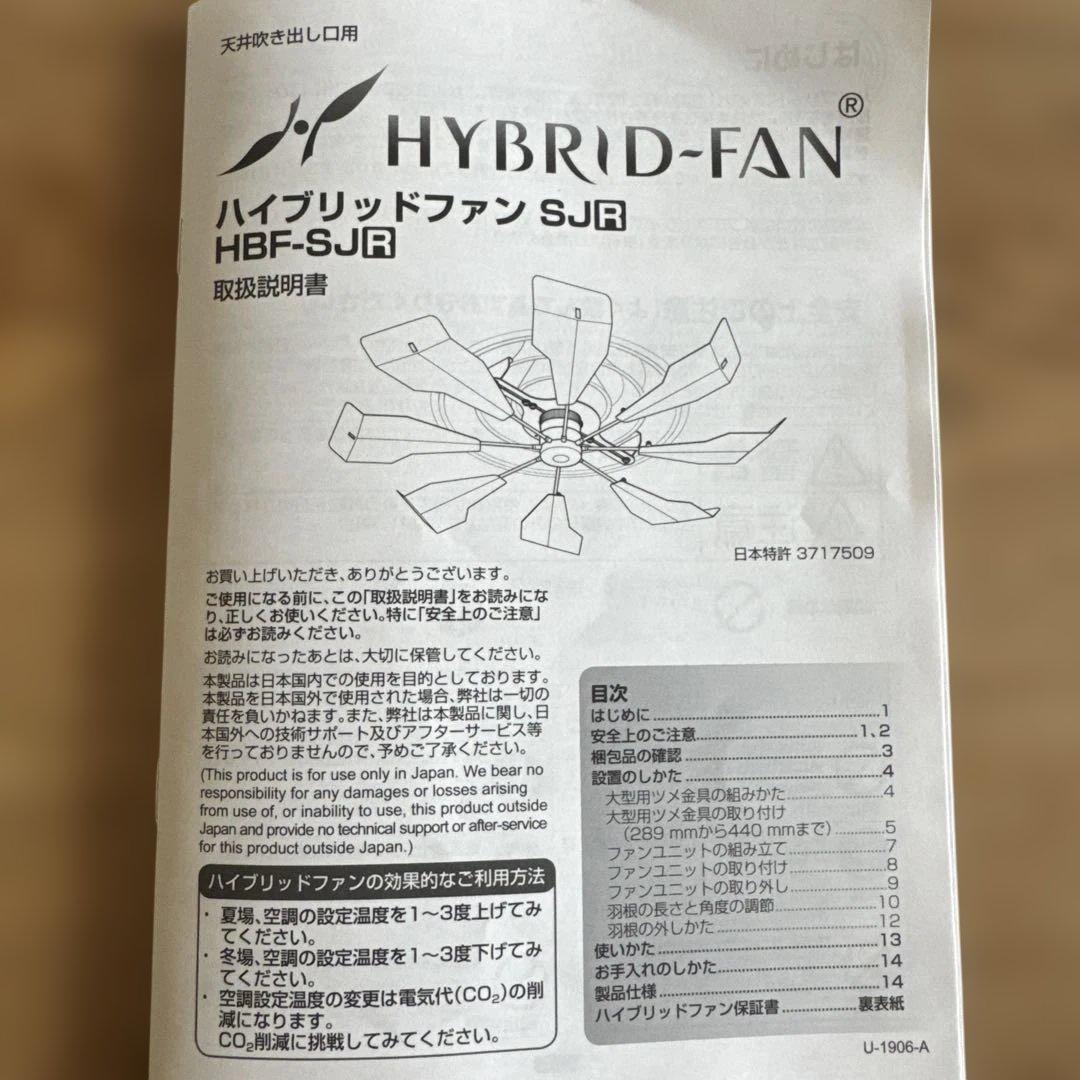 天井吹き出し口用
HYBRID-FAN®
ハイブリッドファン SJR
HBF-SJR
取扱説明書
日本特許 3717509
お買い上げいただき、ありがとうございます。
ご使用になる前に、この「取扱説明書」をお読みにな
り、正しくお使いください。特に「安全上のご注意」
は必ずお読みください。
お読みになったあとは、大切に保管してください。
本製品は日本国内での使用を目的としております。
本製品を日本国外で使用された場合、弊社は一切の
責任を負いかねます。また、弊社は本製品に関し、日
本国外への技術サポート及びアフターサービス等
を行っておりませんので、予めご了承ください。
(This product is for use only in Japan. We bear no
responsibility for any damages or losses arising
from use of, or inability to use, this product outside
Japan and provide no technical support or after-service
for this product outside Japan.)
ハイブリッドファンの効果的なご利用方法
・ 夏場、空調の設定温度を1～3度上げてみ
てください。
・ 冬場、空調の設定温度を1～3度下げてみ
てください。
・ 空調設定温度の変更は電気代(CO₂)の削
減になります。
CO₂削減に挑戦してみてください。
目次
はじめに 1
安全上のご注意 1、2
梱包品の確認 3
設置のしかた 4
大型用ツメ金具の組みかた 4
大型用ツメ金具の取り付け
(289 mmから440 mmまで) 5
ファンユニットの組み立て 7
ファンユニットの取り付け 8
ファンユニットの取り外し 9
羽根の長さと角度の調節 10
羽根の外しかた 12
使いかた 13
お手入れのしかた 14
製品仕様 14
ハイブリッドファン保証書 裏表紙
U-1906-A